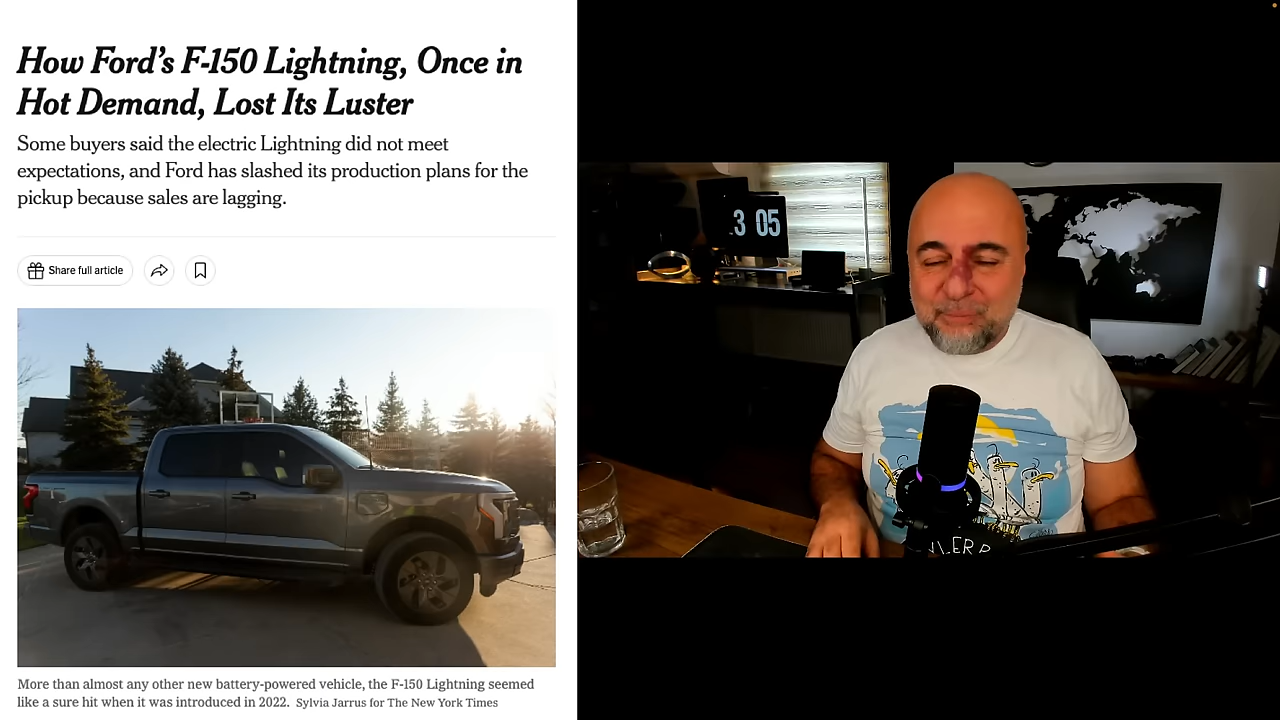 How Ford’s F-150 Lightning, Once in
Hot Demand, Lost Its Luster
Some buyers said the electric Lightning did not meet
expectations, and Ford has slashed its production plans for the
pickup because sales are lagging.
Share full article
More than almost any other new battery-powered vehicle, the F-150 Lightning seemed
like a sure hit when it was introduced in 2022. Sylvia Jarrus for The New York Times
3 05